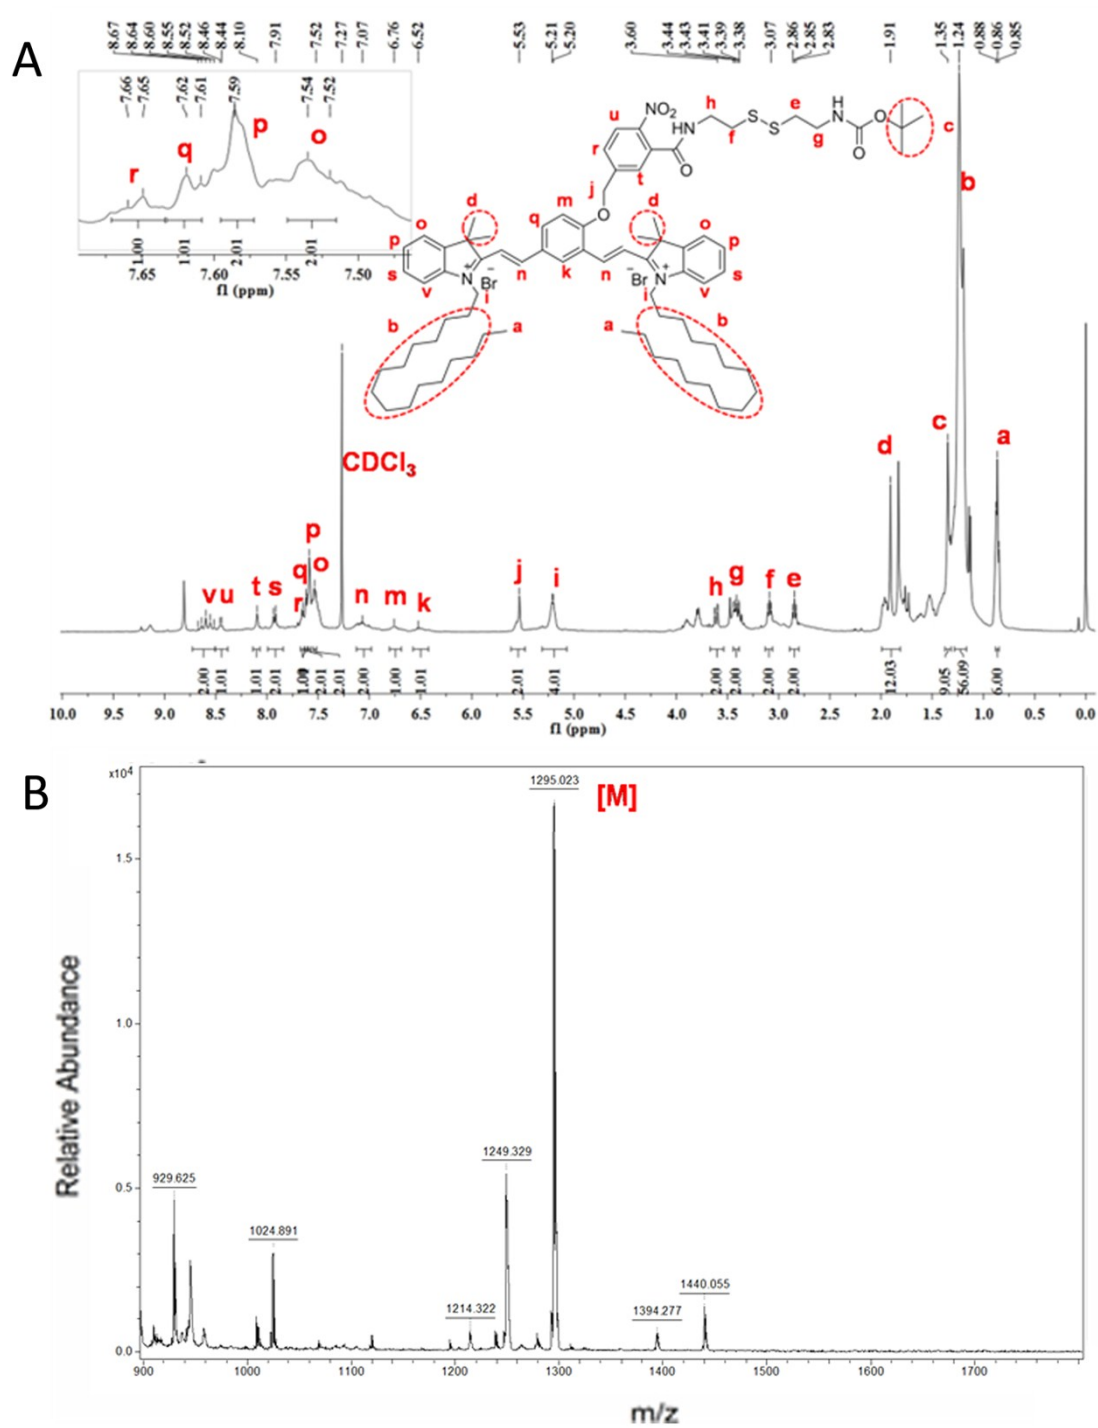 A
8.67 8.64 8.60 8.55 8.52 8.46 8.44 8.10 7.91 7.52 7.27 7.07 6.76 6.52 5.53 5.21 5.20 3.60 3.44 3.43 3.41 3.39 3.38 3.07 2.86 2.85 2.83 1.91 1.35 1.24 0.88 0.86 0.85
7.66 7.65 7.62 7.61 7.59 7.54 7.52
r q p o
1.00 1.01 2.01 2.01
7.65 7.60 7.55 7.50
f1 (ppm)
u NO2 h S S e H N O c
r N H f g O
t O
j
d m O d
o q o
p p
s N+ n k n N+ s
v Br− Br− v
i i
b a a b
CDCl3
v u t s r q p o n m k j i h g f e d c b a
2.00 1.01 1.01 2.01 1.00 2.01 2.01 2.00 1.00 1.01 2.01 4.01 2.00 2.00 2.00 2.00 12.03 9.05 56.09 6.00
10.0 9.5 9.0 8.5 8.0 7.5 7.0 6.5 6.0 5.5 5.0 4.5 4.0 3.5 3.0 2.5 2.0 1.5 1.0 0.5 0.0
f1 (ppm)
B
x10⁴
1295.023
[M]
1.5
1.0
Relative Abundance
1249.329
929.625
0.5
1024.891
1440.055
1214.322
1394.277
0.0
900 1000 1100 1200 1300 1400 1500 1600 1700
m/z